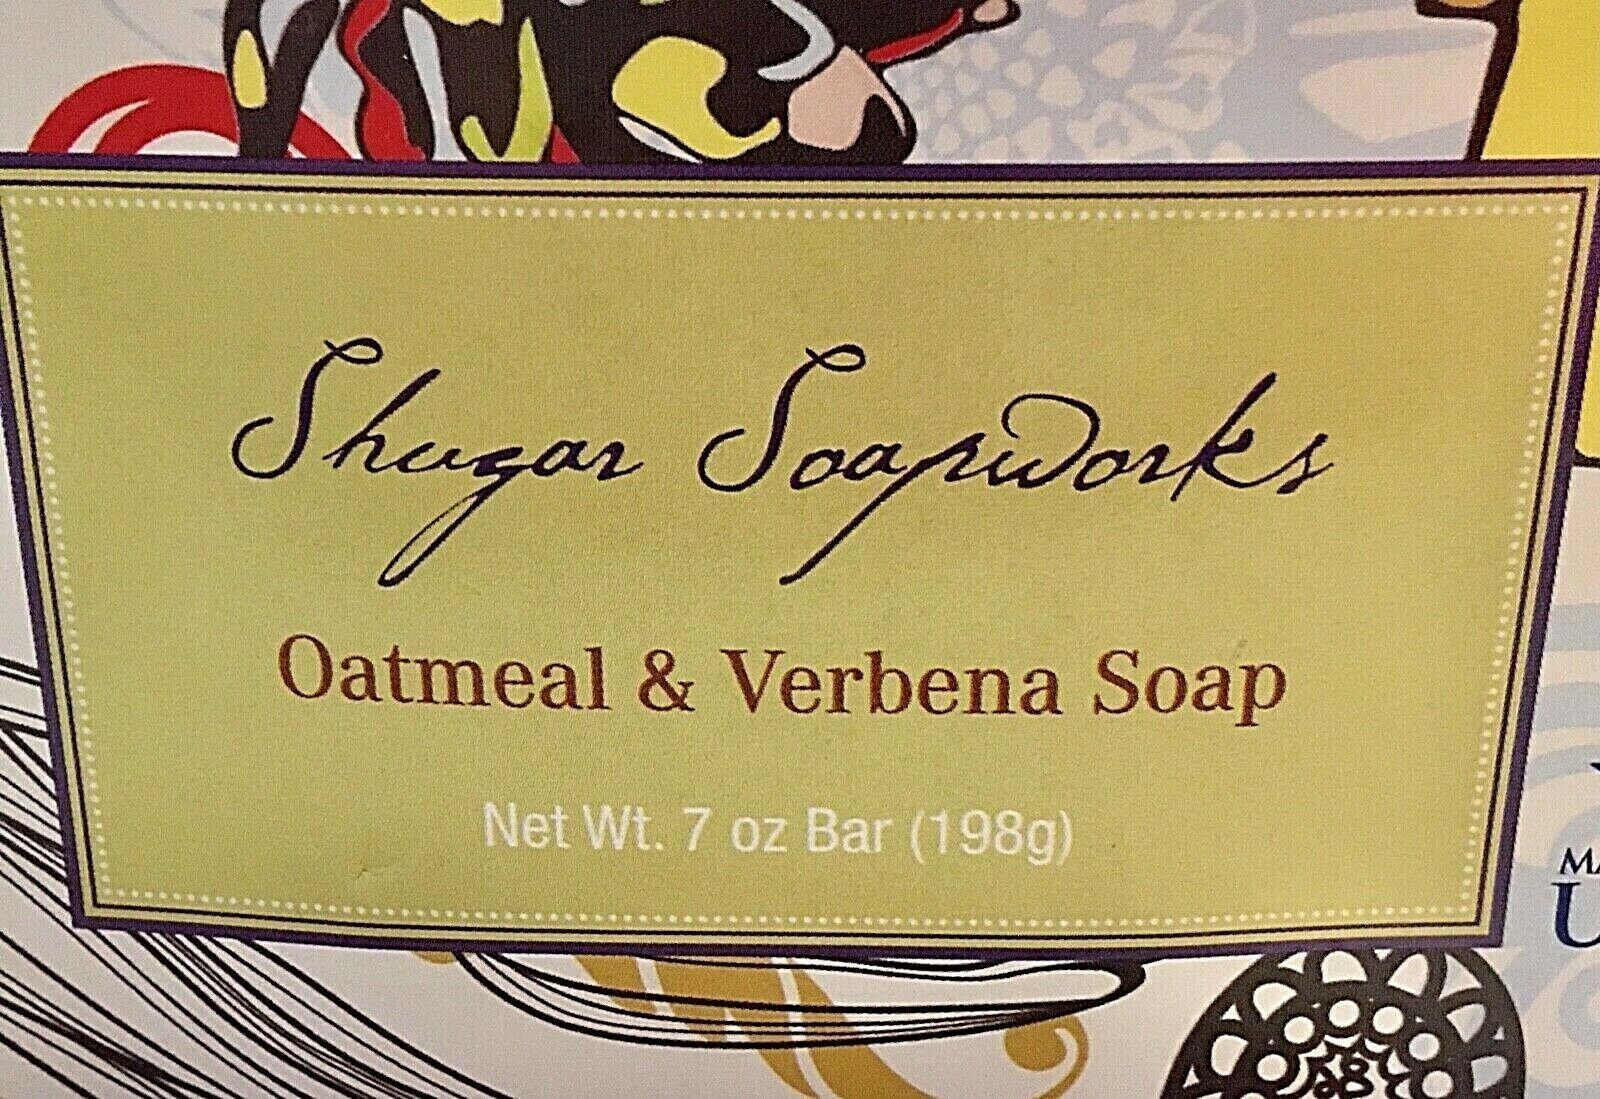 Shugar Soapworks
Oatmeal & Verbena Soap
Net Wt. 7 oz Bar (198g)